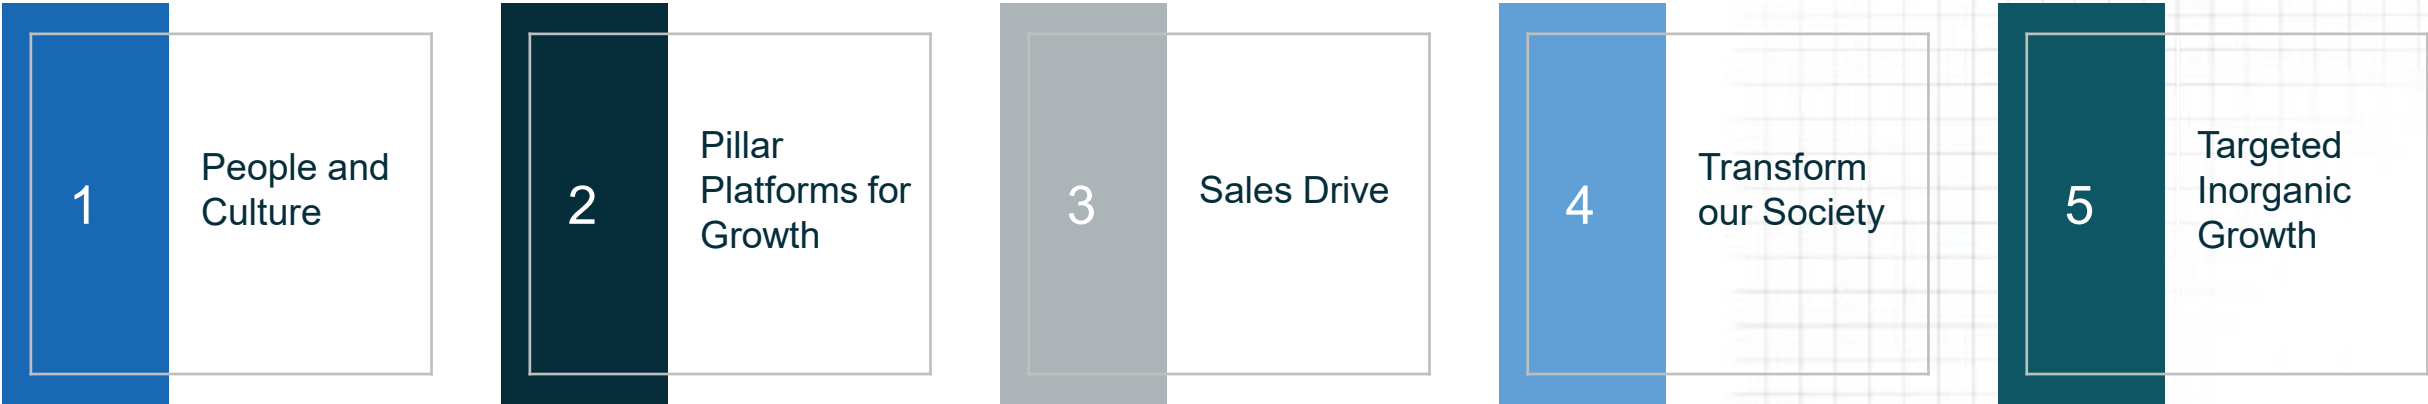 1
People and
Culture
2
Pillar
Platforms for
Growth
3
Sales Drive
4
Transform
our Society
5
Targeted
Inorganic
Growth